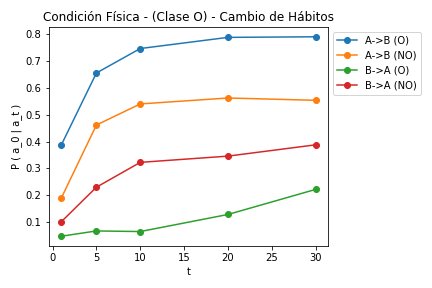 Condición Física - (Clase O) - Cambio de Hábitos
A->B (O)
A->B (NO)
B->A (O)
B->A (NO)
P ( a_0 | a_t )
0.8
0.7
0.6
0.5
0.4
0.3
0.2
0.1
0 5 10 15 20 25 30
t